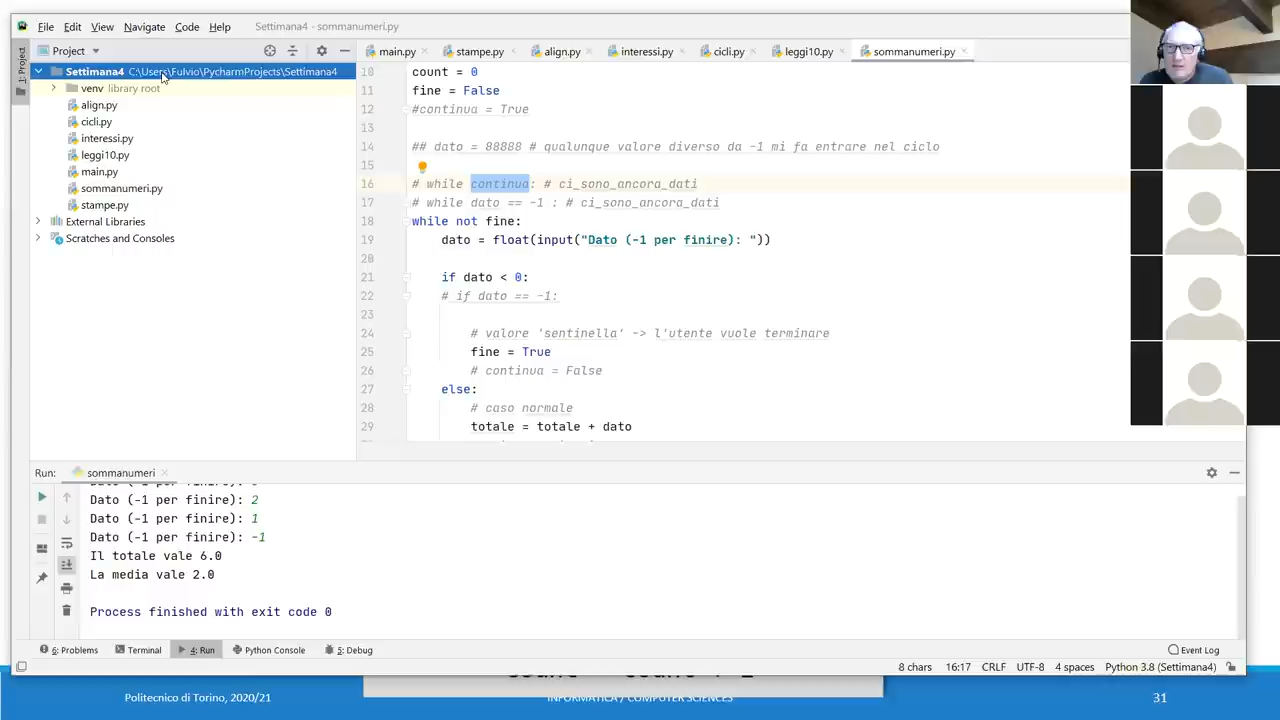 File Edit View Navigate Code Help Settimana4 - sommanumeri.py
Project
main.py stampe.py align.py interessi.py cicli.py leggi10.py sommanumeri.py
1: Project
Settimana4 C:\Users\Fulvio\PycharmProjects\Settimana4
venv library root
align.py
cicli.py
interessi.py
leggi10.py
main.py
sommanumeri.py
stampe.py
External Libraries
Scratches and Consoles
10 count = 0
11 fine = False
12 #continua = True
13
14 ## dato = 88888 # qualunque valore diverso da -1 mi fa entrare nel ciclo
15
16 # while continua: # ci_sono_ancora_dati
17 # while dato == -1 : # ci_sono_ancora_dati
18 while not fine:
19 dato = float(input("Dato (-1 per finire): "))
20
21 if dato < 0:
22 # if dato == -1:
23
24 # valore 'sentinella' -> l'utente vuole terminare
25 fine = True
26 # continua = False
27 else:
28 # caso normale
29 totale = totale + dato
Run: sommanumeri
Dato (-1 per finire): 2
Dato (-1 per finire): 1
Dato (-1 per finire): -1
Il totale vale 6.0
La media vale 2.0
Process finished with exit code 0
6: Problems Terminal 4: Run Python Console 5: Debug Event Log
8 chars 16:17 CRLF UTF-8 4 spaces Python 3.8 (Settimana4)
Politecnico di Torino, 2020/21 INFORMATICA / COMPUTER SCIENCES 31